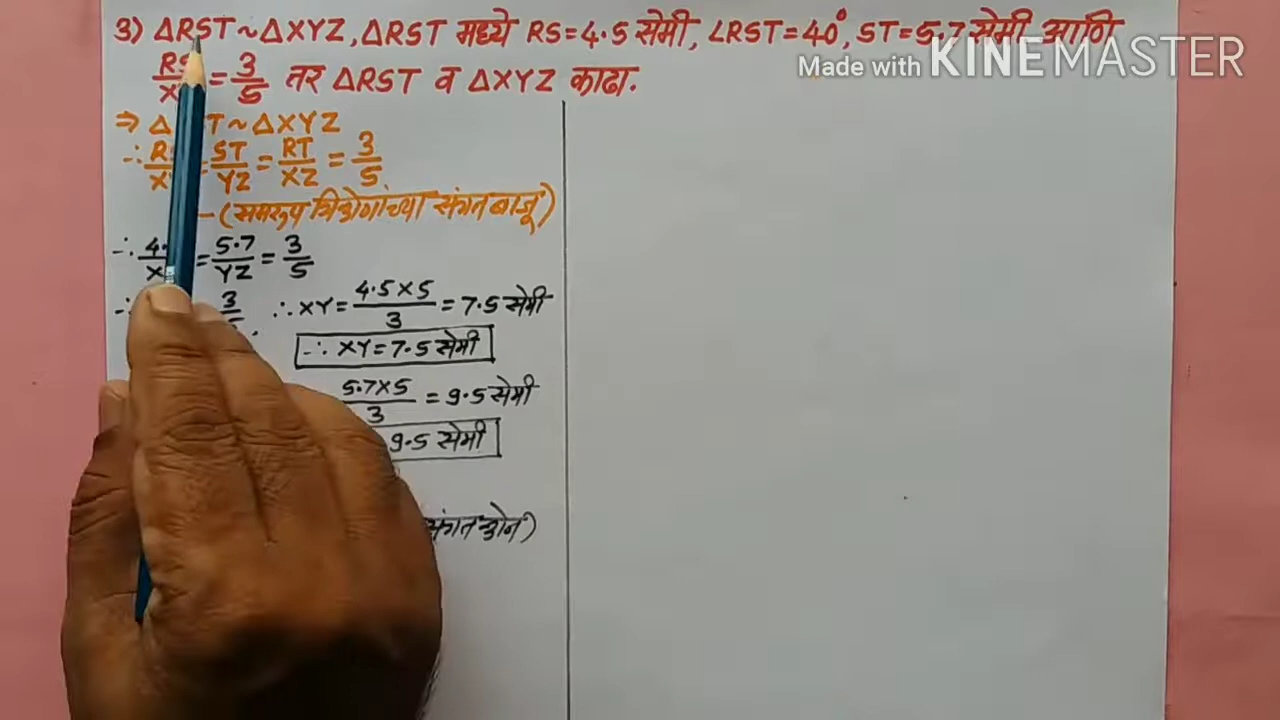 3) ΔRST ~ ΔXYZ, ΔRST मध्ये RS = 4.5 सेमी, ∠RST = 40°, ST = 5.7 सेमी आणि
Made with KINEMASTER
= 3/5 तर ΔRST व ΔXYZ काढा.
⇒ Δ ST ~ ΔXYZ
∴ = ST/YZ = RT/XZ = 3/5
- (समरूप त्रिकोणांच्या संगत बाजू)
∴ = 5.7/YZ = 3/5
∴ 3 ∴ XY = 4.5 × 5 / 3 = 7.5 सेमी
∴ XY = 7.5 सेमी
5.7 × 5 / 3 = 9.5 सेमी
9.5 सेमी
संगत कोन)